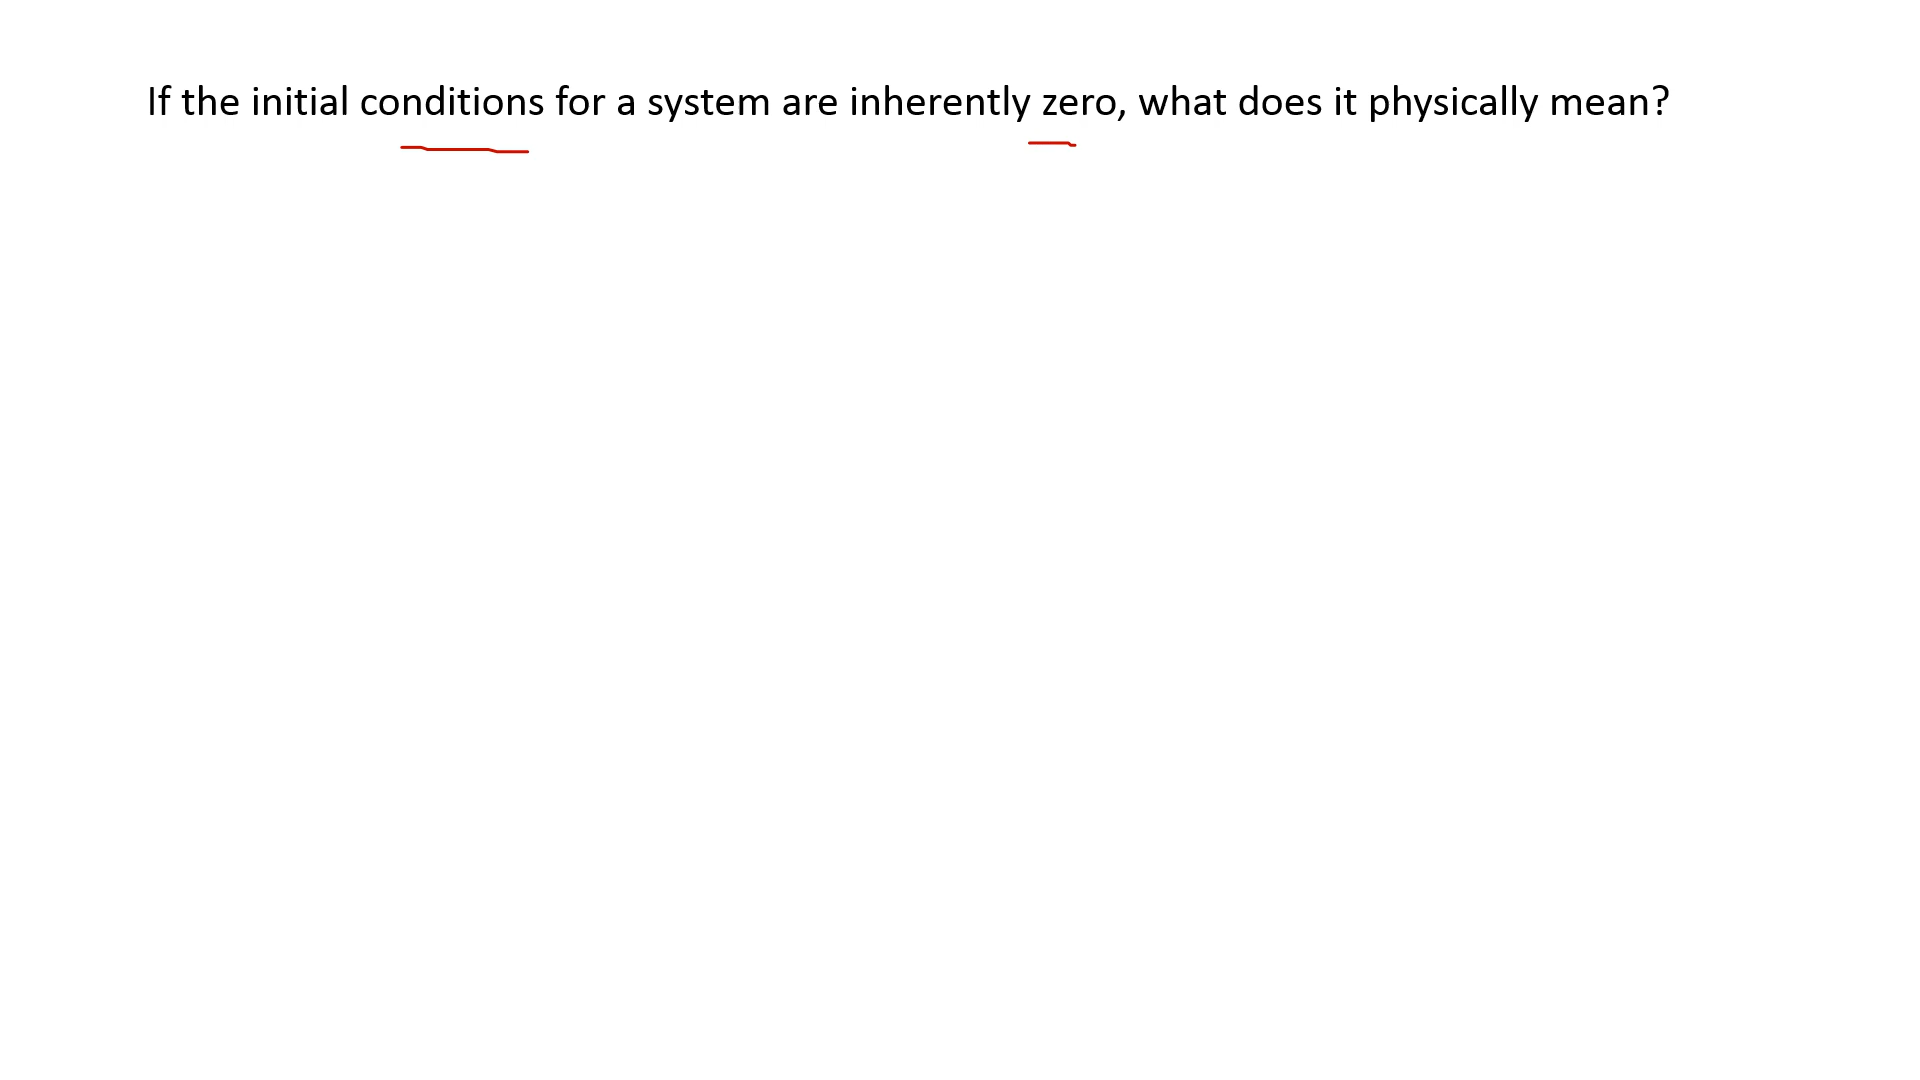 If the initial conditions for a system are inherently zero, what does it physically mean?